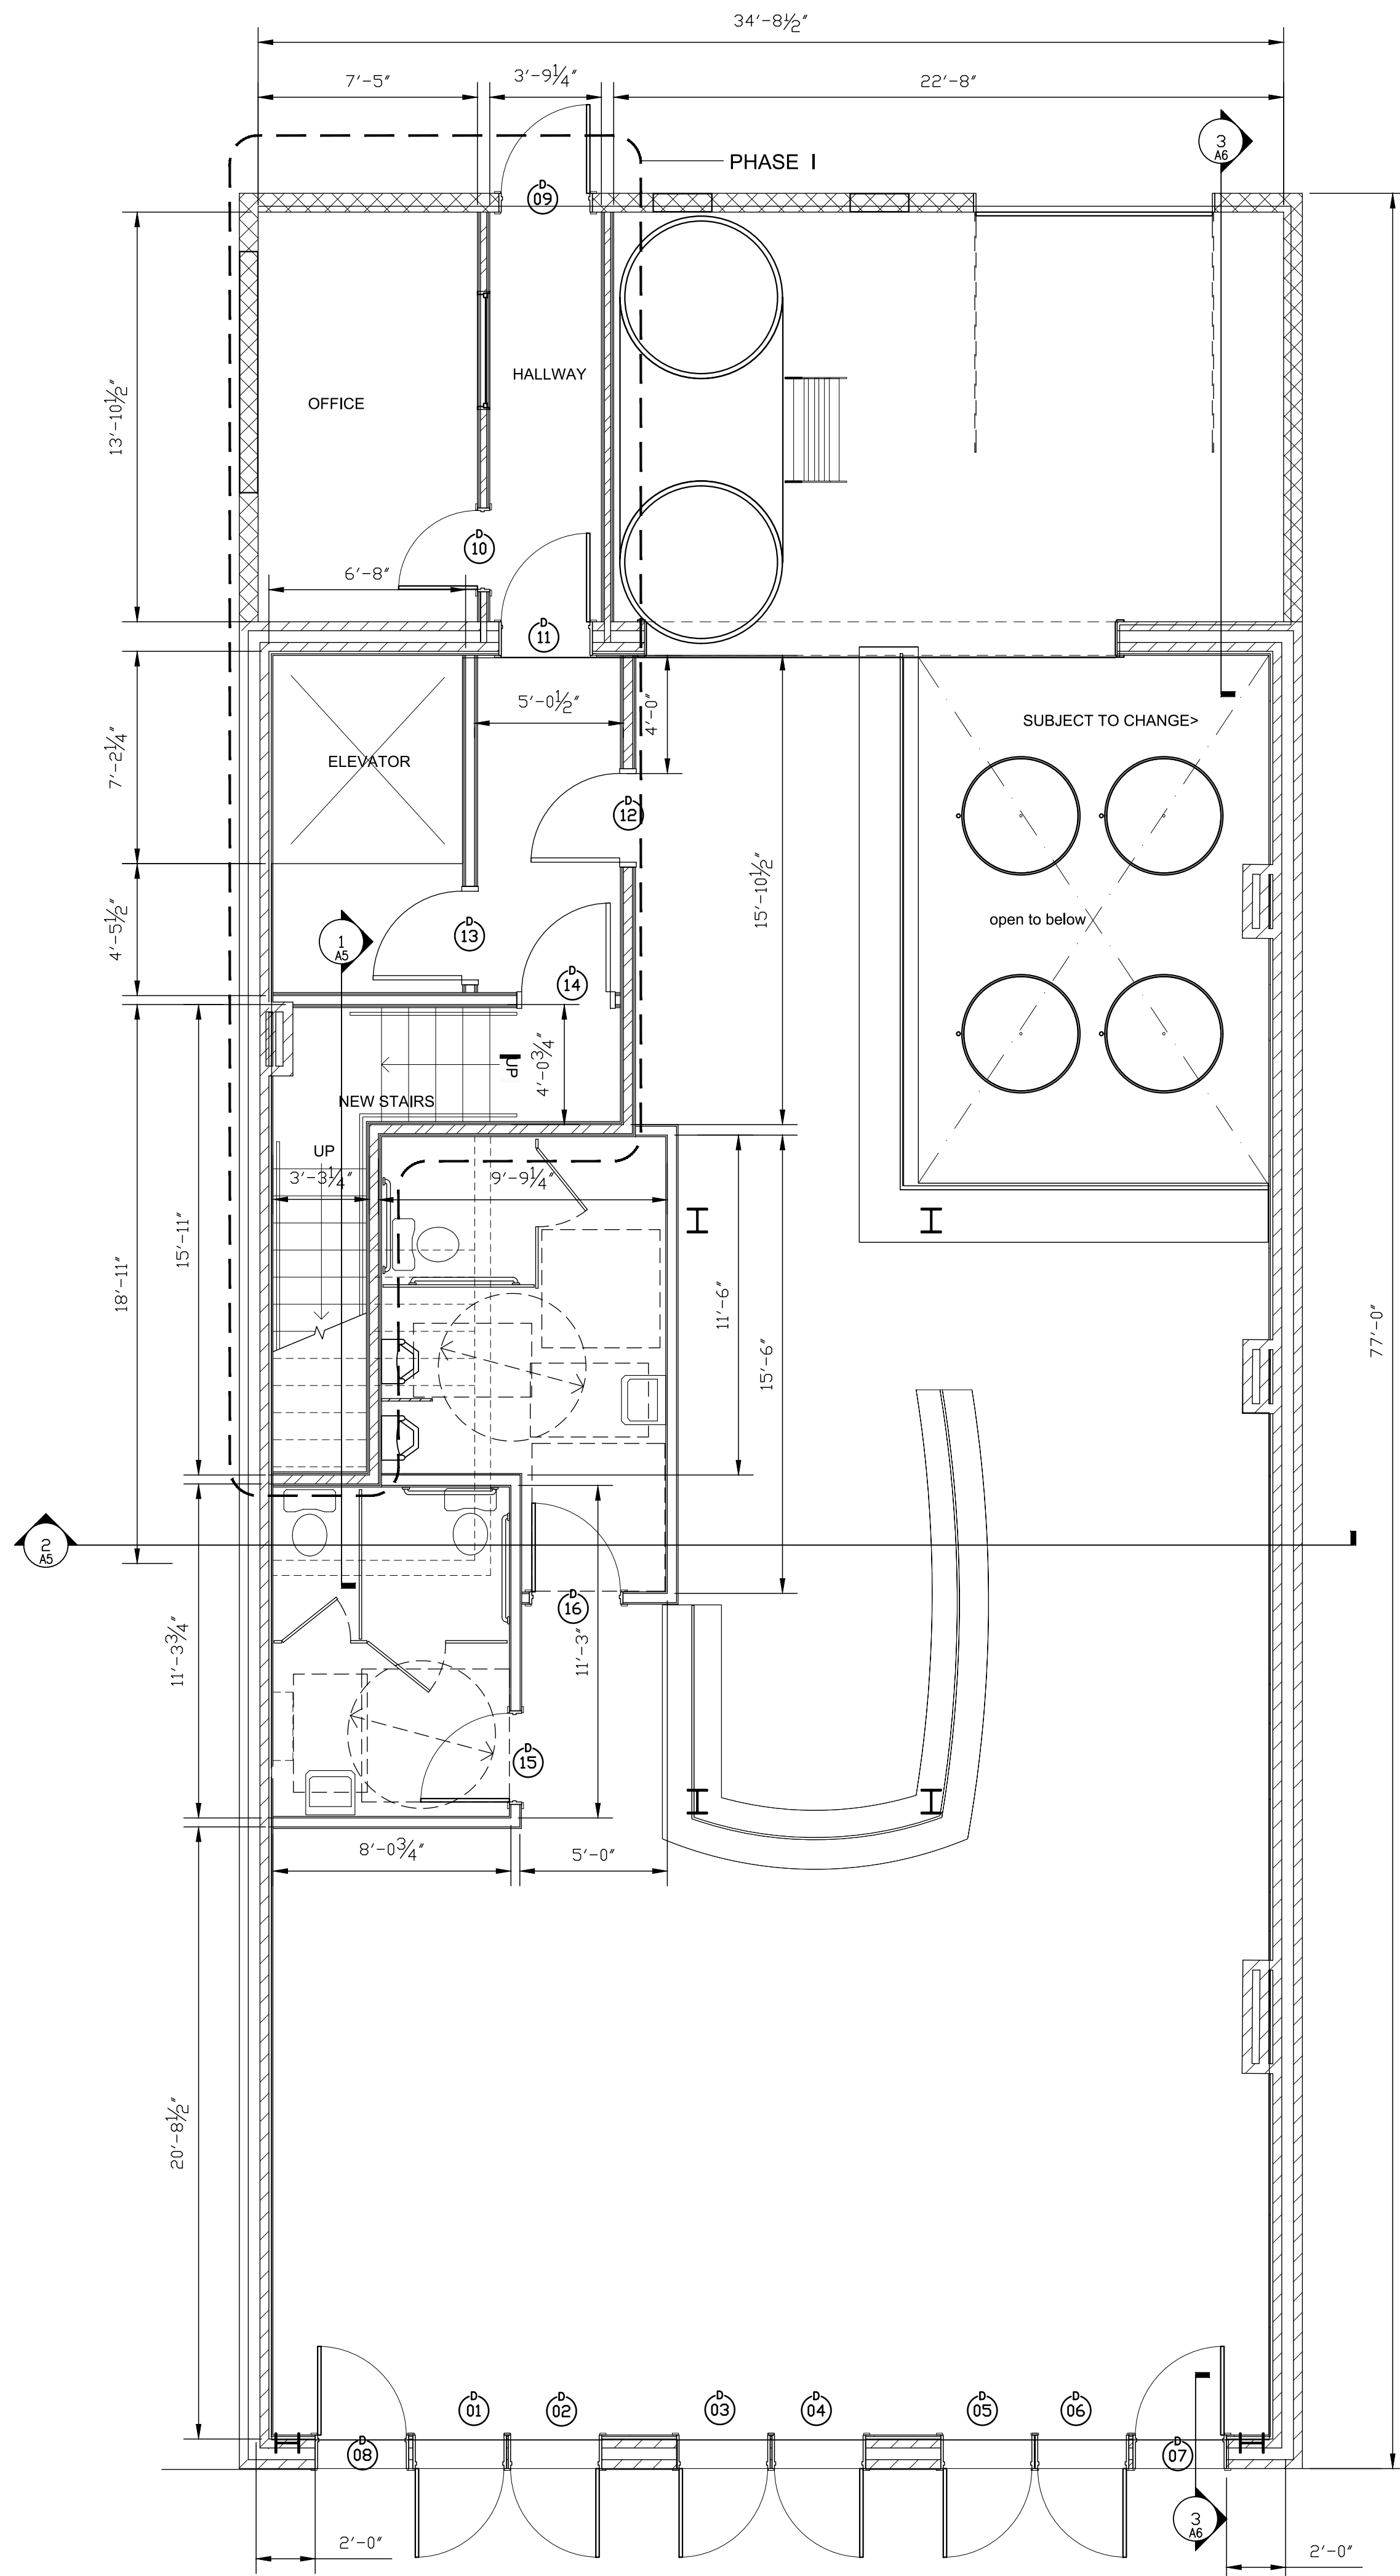 34'-8½"
7'-5"
3'-9¼"
22'-8"
PHASE I
3
A6
D
09
HALLWAY
OFFICE
13'-10½"
D
10
6'-8"
D
11
5'-0½"
4'-0"
SUBJECT TO CHANGE>
ELEVATOR
7'-2¼"
D
12
15'-10½"
open to below
4'-5½"
1
A5
D
13
D
14
4'-0¾"
UP
NEW STAIRS
UP
3'-3¼"
9'-9¼"
15'-11"
18'-11"
11'-6"
15'-6"
77'-0"
2
A5
D
16
11'-3¾"
11'-3"
D
15
8'-0¾"
5'-0"
20'-8½"
D
01
D
02
D
03
D
04
D
05
D
06
D
08
D
07
3
A6
2'-0"
2'-0"